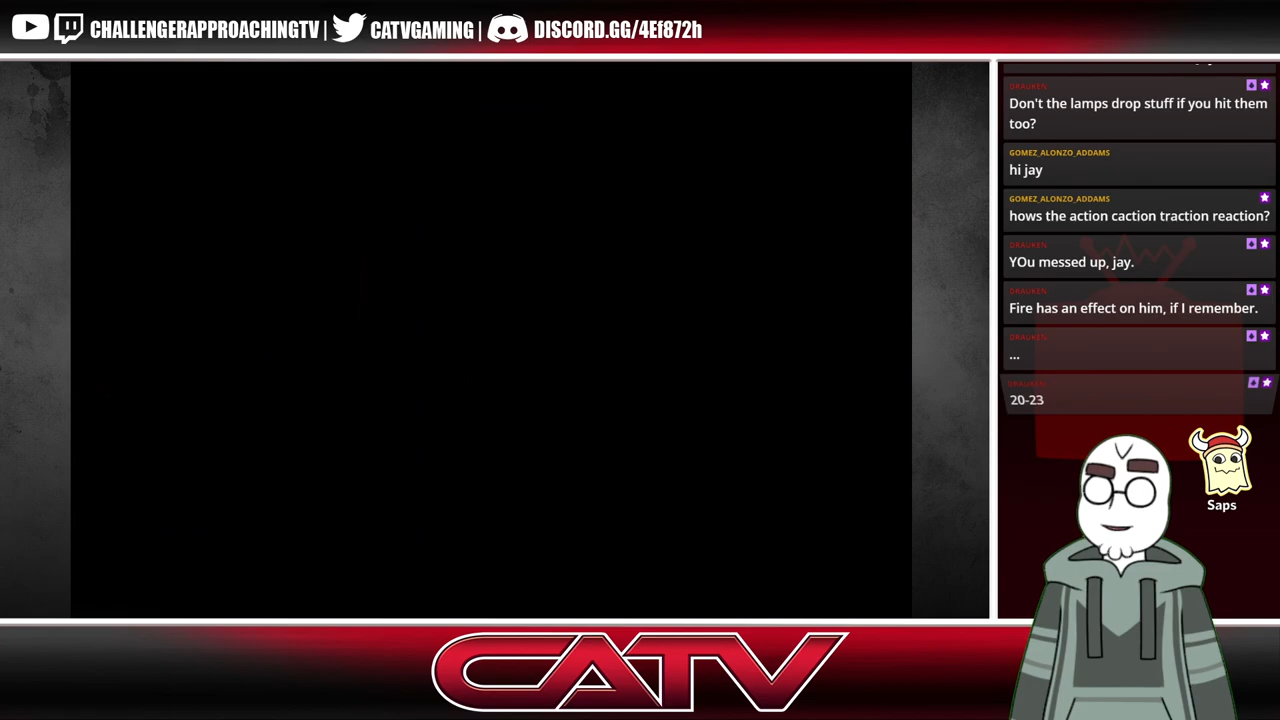 CHALLENGERAPPROACHINGTV | CATVGAMING | DISCORD.GG/4Ef872h
DRAUKEN
Don't the lamps drop stuff if you hit them
too?
GOMEZ_ALONZO_ADDAMS
hi jay
GOMEZ_ALONZO_ADDAMS
hows the action caction traction reaction?
DRAUKEN
YOu messed up, jay.
DRAUKEN
Fire has an effect on him, if I remember.
DRAUKEN
...
DRAUKEN
20-23
Saps
CATV